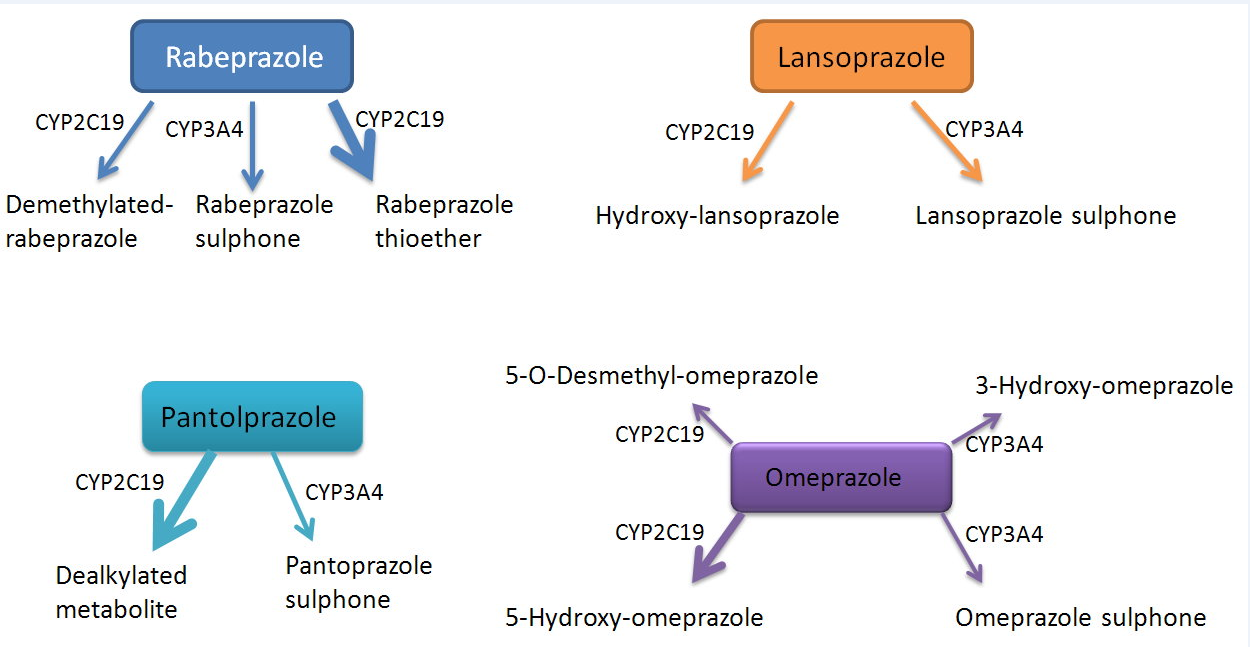 Rabeprazole
CYP2C19
CYP3A4
CYP2C19
Demethylated-
rabeprazole
Rabeprazole
sulphone
Rabeprazole
thioether
Lansoprazole
CYP2C19
CYP3A4
Hydroxy-lansoprazole
Lansoprazole sulphone
Pantolprazole
CYP2C19
CYP3A4
Dealkylated
metabolite
Pantoprazole
sulphone
5-O-Desmethyl-omeprazole
3-Hydroxy-omeprazole
CYP2C19
CYP3A4
Omeprazole
CYP2C19
CYP3A4
5-Hydroxy-omeprazole
Omeprazole sulphone